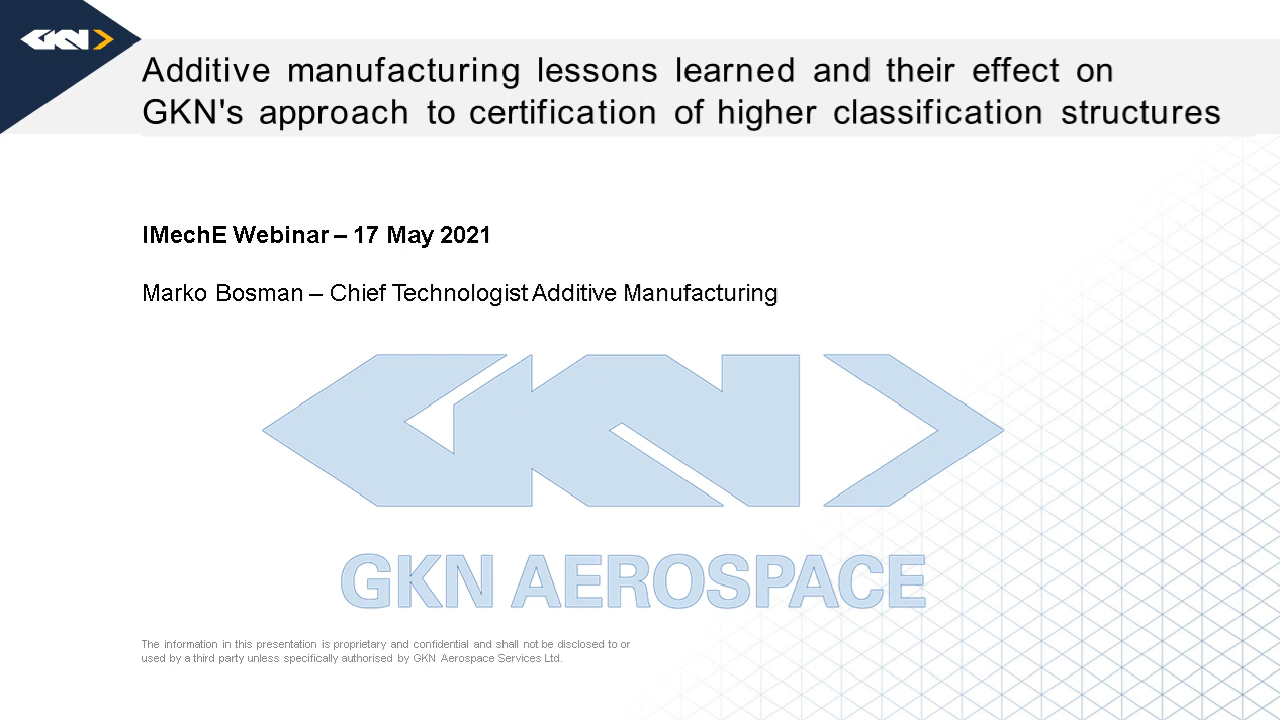 GKN
Additive manufacturing lessons learned and their effect on
GKN's approach to certification of higher classification structures
IMechE Webinar – 17 May 2021
Marko Bosman – Chief Technologist Additive Manufacturing
GKN
GKN AEROSPACE
The information in this presentation is proprietary and confidential and shall not be disclosed to or
used by a third party unless specifically authorised by GKN Aerospace Services Ltd.